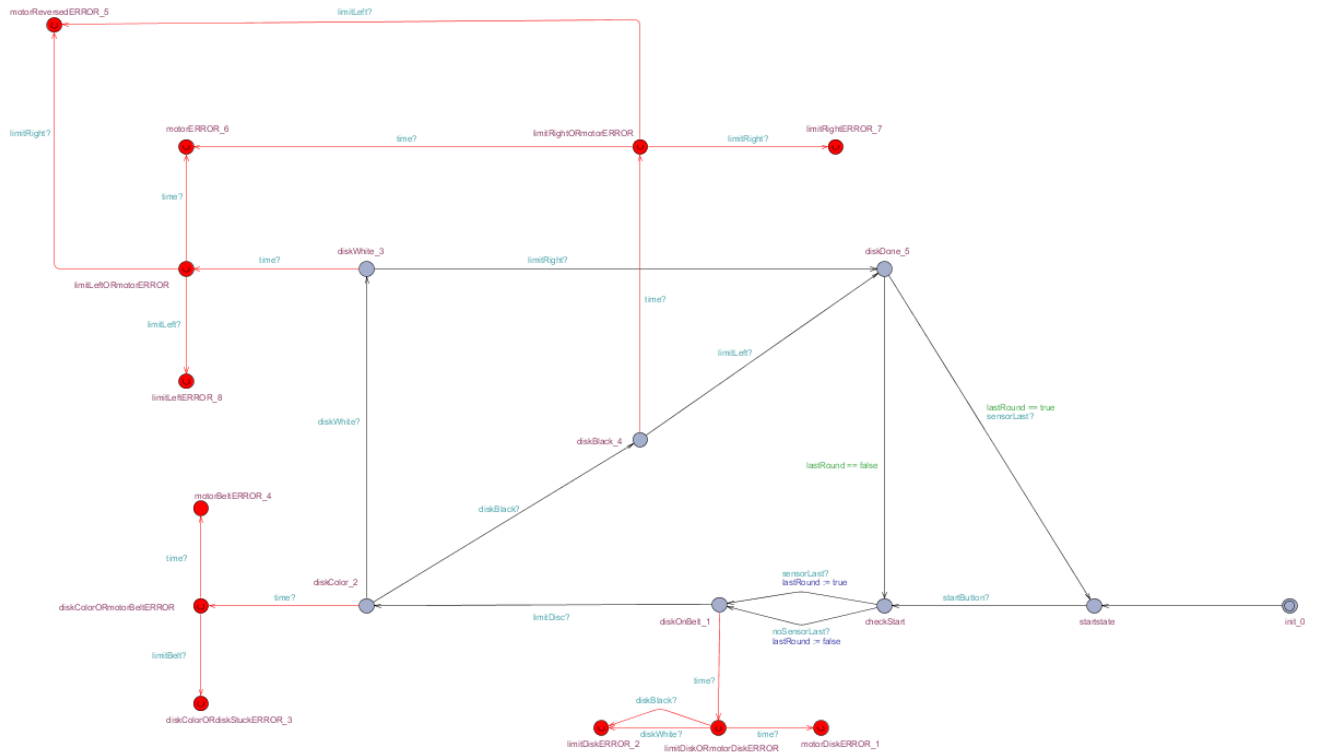 motorReversedERROR_5
limitLeft?
limitRight?
motorERROR_6
time?
limitRightORmotorERROR
limitRight?
limitRightERROR_7
time?
diskWhite_3
diskDone_5
time?
limitRight?
limitLeftORmotorERROR
time?
limitLeft?
limitLeft?
limitLeftERROR_8
lastRound == true
sensorLast?
diskWhite?
diskBlack_4
lastRound == false
motorBeltERROR_4
diskBlack?
time?
sensorLast?
lastRound := true
diskColor_2
time?
startButton?
diskColorORmotorBeltERROR
limitDisc?
diskOnBelt_1
checkStart
startstate
init_0
noSensorLast?
lastRound := false
limitBelt?
time?
diskBlack?
diskColorORdiskStuckERROR_3
diskWhite?
time?
limitDiskERROR_2
limitDiskORmotorDiskERROR
motorDiskERROR_1